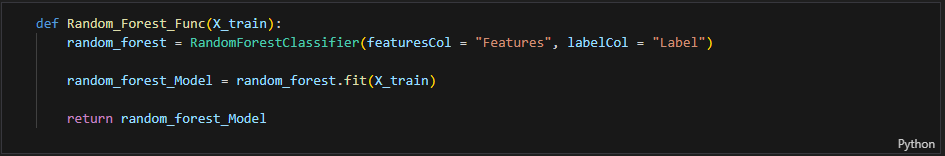 def Random_Forest_Func(X_train):
random_forest = RandomForestClassifier(featuresCol = "Features", labelCol = "Label")
random_forest_Model = random_forest.fit(X_train)
return random_forest_Model
Python